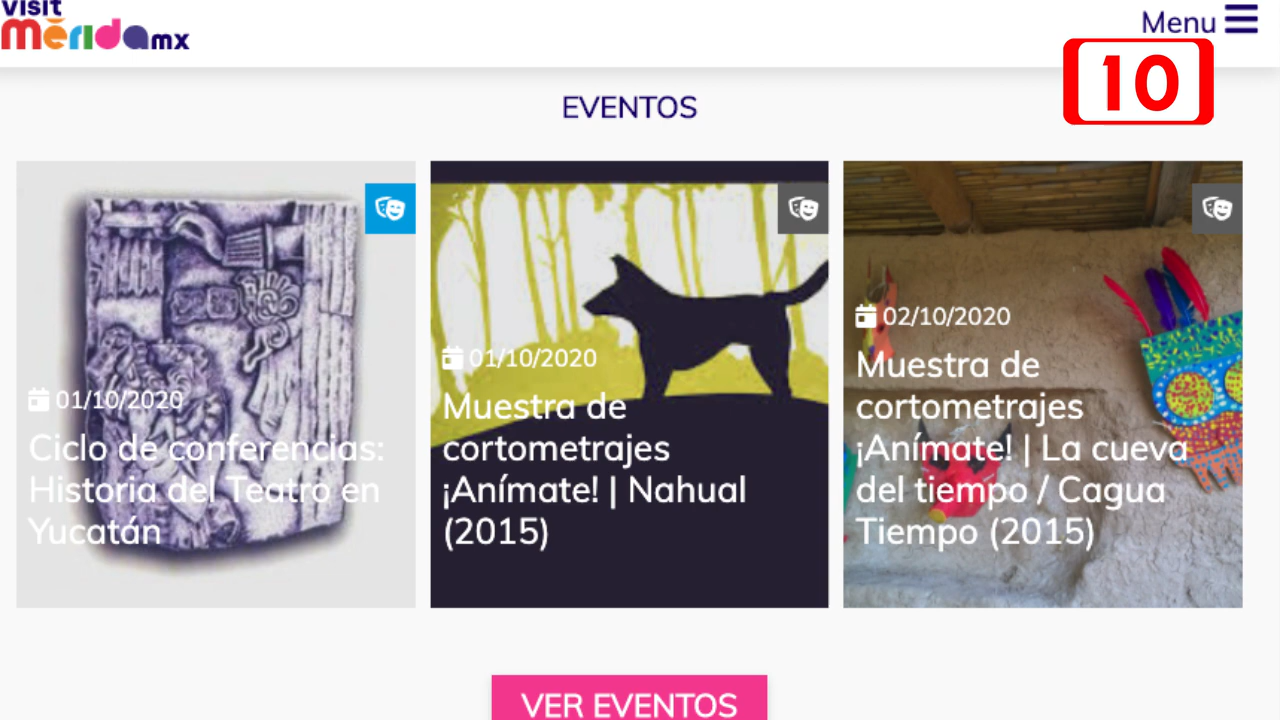 visit
mëridamx
Menu
10
EVENTOS
01/10/2020
Ciclo de conferencias:
Historia del Teatro en
Yucatán
01/10/2020
Muestra de
cortometrajes
¡Anímate! | Nahual
(2015)
02/10/2020
Muestra de
cortometrajes
¡Anímate! | La cueva
del tiempo / Cagua
Tiempo (2015)
VER EVENTOS